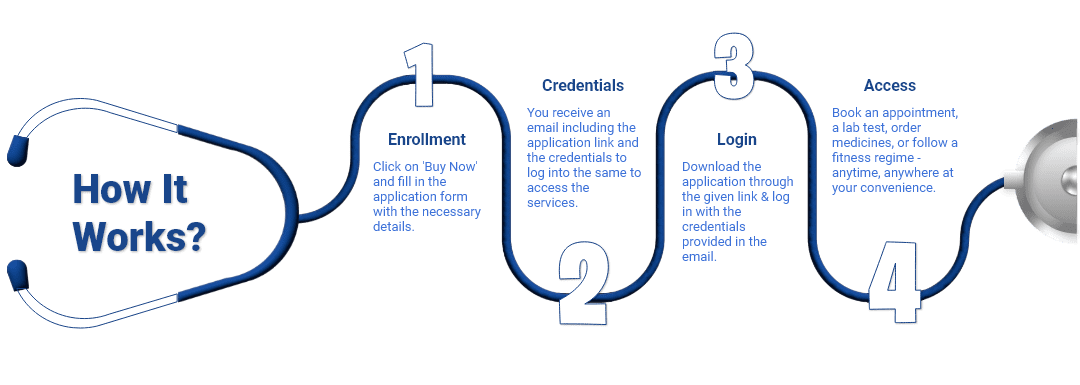 How It
Works?
1
Enrollment
Click on 'Buy Now'
and fill in the
application form
with the necessary
details.
2
Credentials
You receive an
email including the
application link and
the credentials to
log into the same to
access the
services.
3
Login
Download the
application through
the given link & log
in with the
credentials
provided in the
email.
4
Access
Book an appointment,
a lab test, order
medicines, or follow a
fitness regime -
anytime, anywhere at
your convenience.